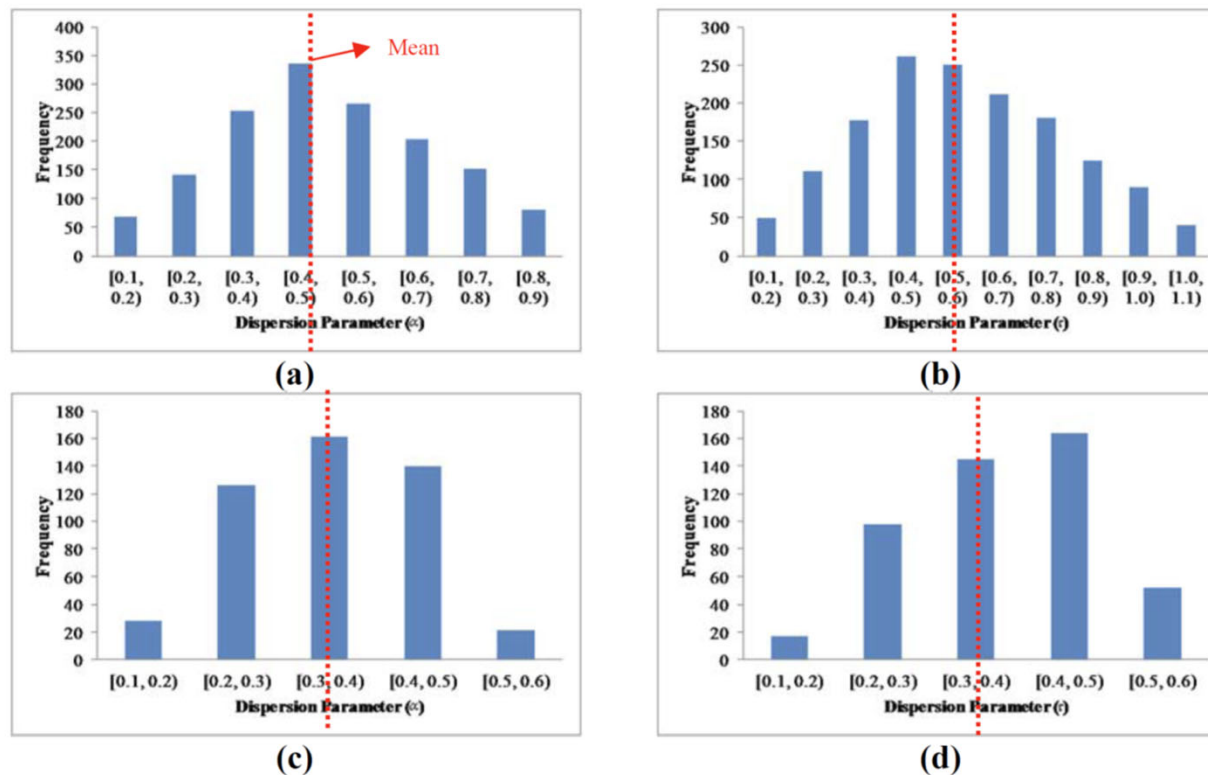 400
350
300
250
200
150
100
50
0
Frequency
Mean
[0.1, [0.2, [0.3, [0.4, [0.5, [0.6, [0.7, [0.8,
0.2) 0.3) 0.4) 0.5) 0.6) 0.7) 0.8) 0.9)
Dispersion Parameter (∝)
(a)
300
250
200
150
100
50
0
Frequency
[0.1, [0.2, [0.3, [0.4, [0.5, [0.6, [0.7, [0.8, [0.9, [1.0,
0.2) 0.3) 0.4) 0.5) 0.6) 0.7) 0.8) 0.9) 1.0) 1.1)
Dispersion Parameter
(b)
180
160
140
120
100
80
60
40
20
0
Frequency
[0.1, 0.2) [0.2, 0.3) [0.3, 0.4) [0.4, 0.5) [0.5, 0.6)
Dispersion Parameter (∝)
(c)
180
160
140
120
100
80
60
40
20
0
Frequency
[0.1, 0.2) [0.2, 0.3) [0.3, 0.4) [0.4, 0.5) [0.5, 0.6)
Dispersion Parameter
(d)